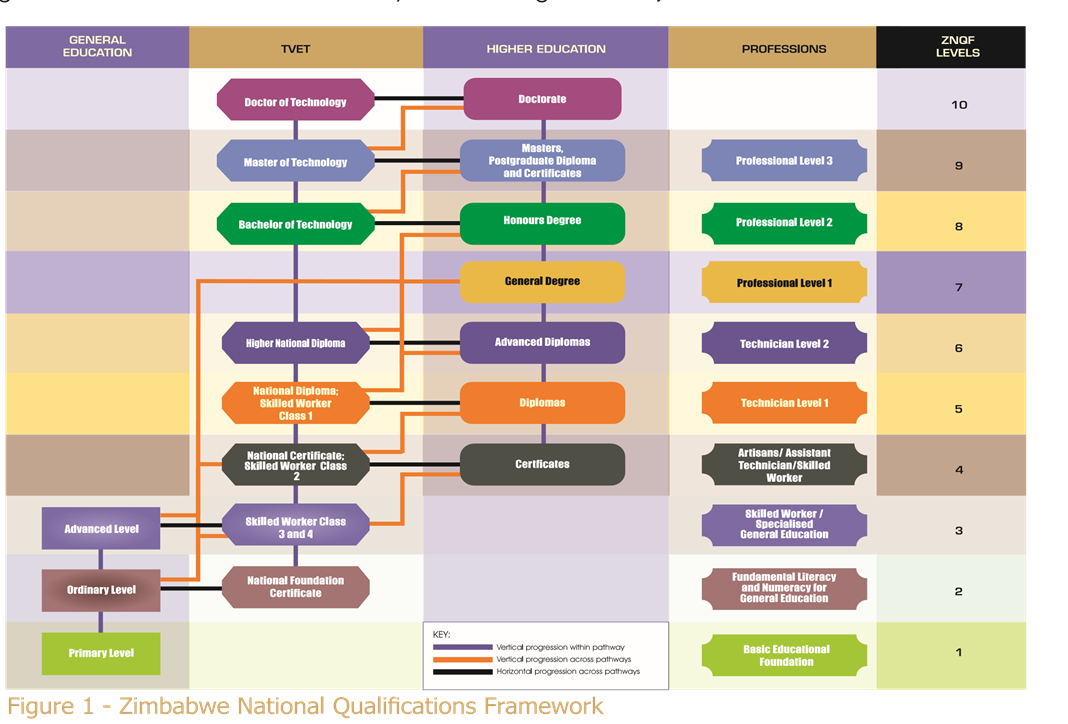 GENERAL
EDUCATION
TVET
HIGHER EDUCATION
PROFESSIONS
ZNQF
LEVELS
Doctor of Technology
Doctorate
10
Master of Technology
Masters,
Postgraduate Diploma
and Certificates
Professional Level 3
9
Bachelor of Technology
Honours Degree
Professional Level 2
8
General Degree
Professional Level 1
7
Higher National Diploma
Advanced Diplomas
Technician Level 2
6
National Diploma;
Skilled Worker
Class 1
Diplomas
Technician Level 1
5
National Certificate;
Skilled Worker Class
2
Certficates
Artisans/ Assistant
Technician/Skilled
Worker
4
Advanced Level
Skilled Worker Class
3 and 4
Skilled Worker /
Specialised
General Education
3
Ordinary Level
National Foundation
Certificate
Fundamental Literacy
and Numeracy for
General Education
2
Primary Level
KEY:
Vertical progression within pathway
Vertical progression across pathways
Horizontal progression across pathways
Basic Educational
Foundation
1
Figure 1 - Zimbabwe National Qualifications Framework